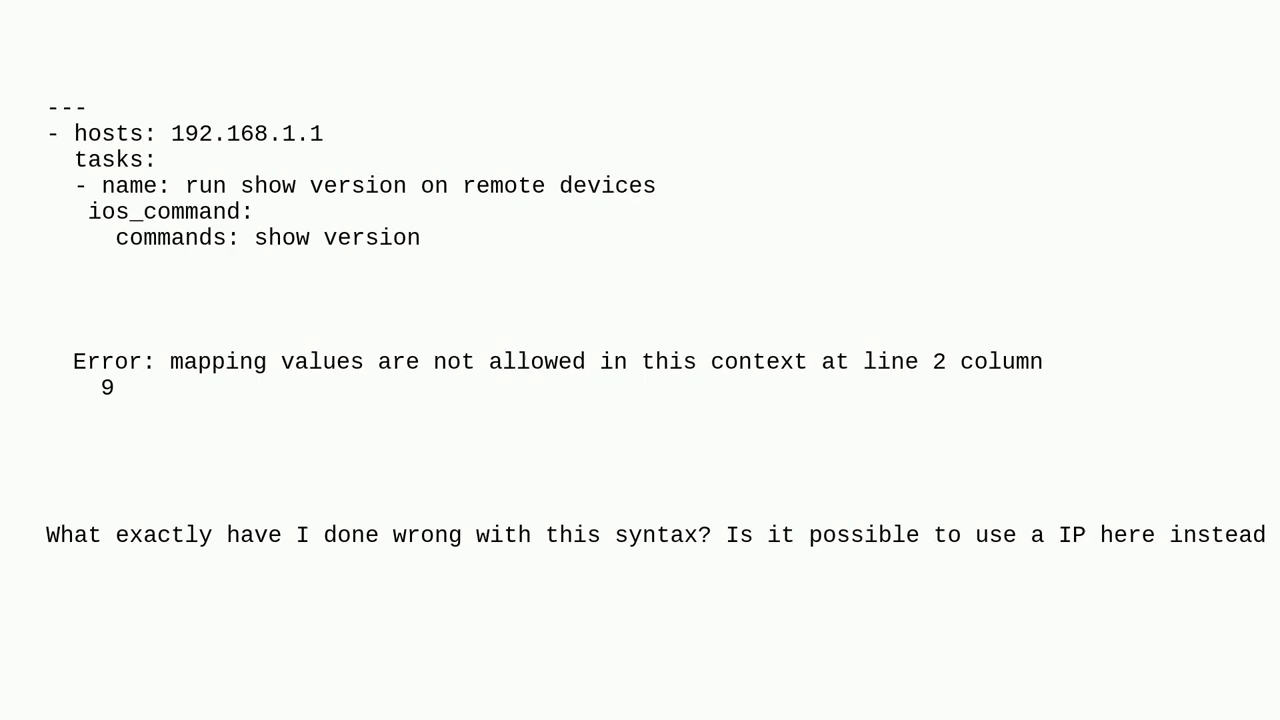 ---
- hosts: 192.168.1.1
  tasks:
  - name: run show version on remote devices
   ios_command:
     commands: show version
Error: mapping values are not allowed in this context at line 2 column
  9
What exactly have I done wrong with this syntax? Is it possible to use a IP here instead